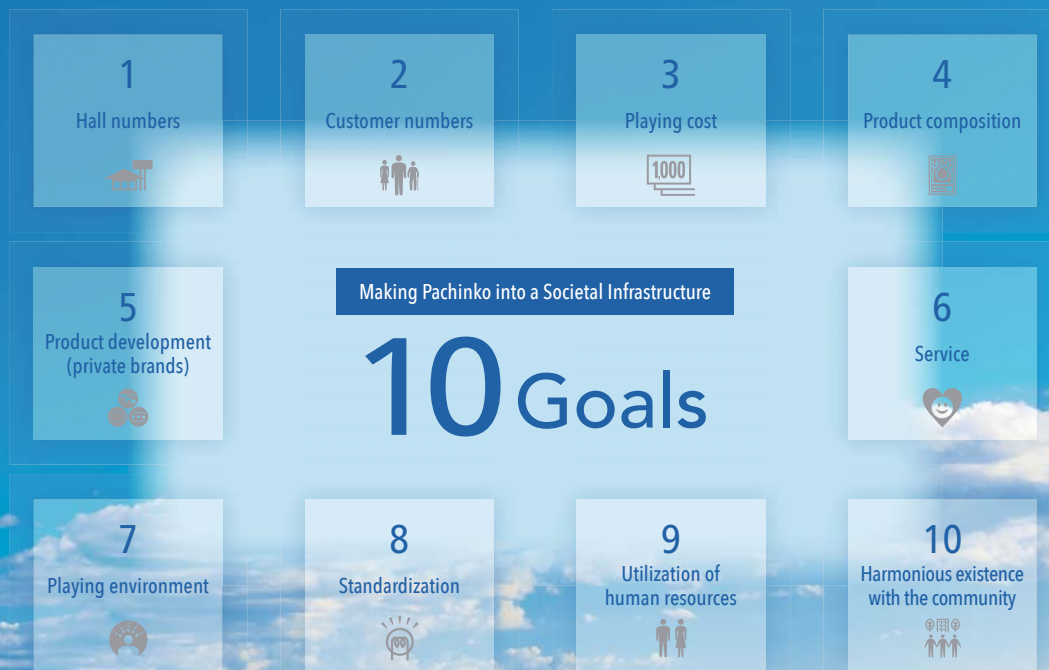 1
Hall numbers
2
Customer numbers
3
Playing cost
1,000
4
Product composition
5
Product development
(private brands)
Making Pachinko into a Societal Infrastructure
10 Goals
6
Service
7
Playing environment
8
Standardization
9
Utilization of
human resources
10
Harmonious existence
with the community